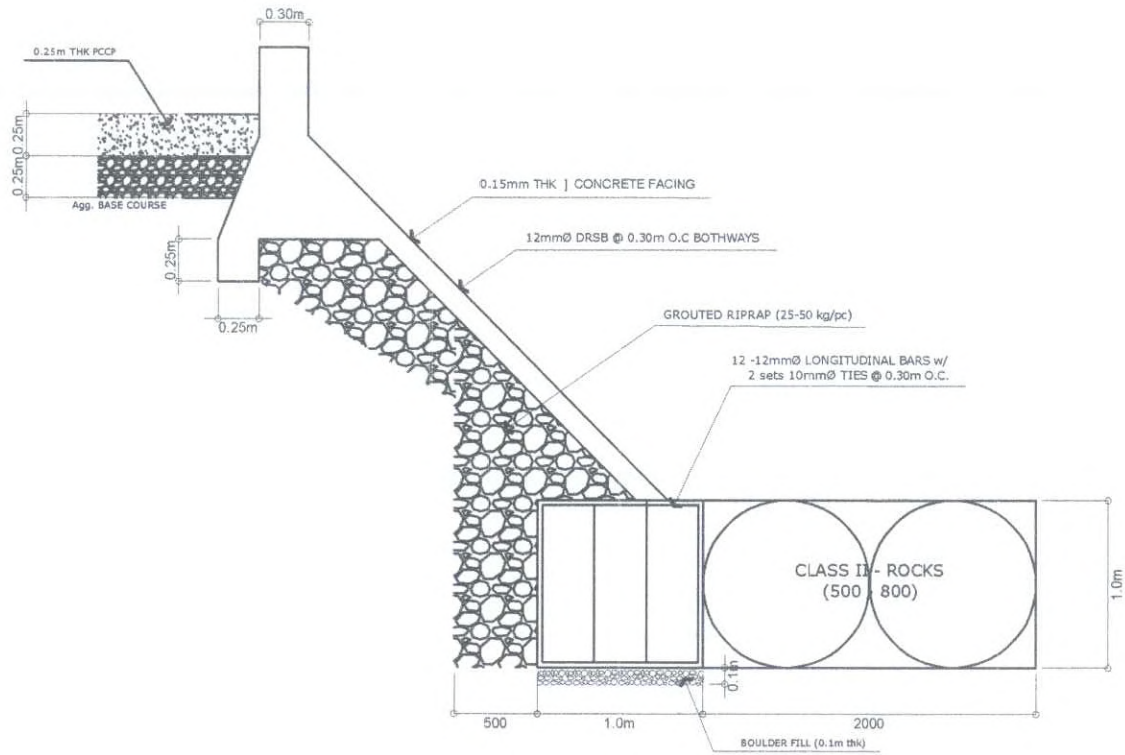 0.30m
0.25m THK PCCP
0.25m
0.25m
Agg. BASE COURSE
0.15mm THK ] CONCRETE FACING
12mmØ DRSB @ 0.30m O.C BOTHWAYS
0.25m
0.25m
GROUTED RIPRAP (25-50 kg/pc)
12 -12mmØ LONGITUDINAL BARS w/
2 sets 10mmØ TIES @ 0.30m O.C.
CLASS II - ROCKS
(500 - 800)
1.0m
0.1m
500
1.0m
2000
BOULDER FILL (0.1m thk)